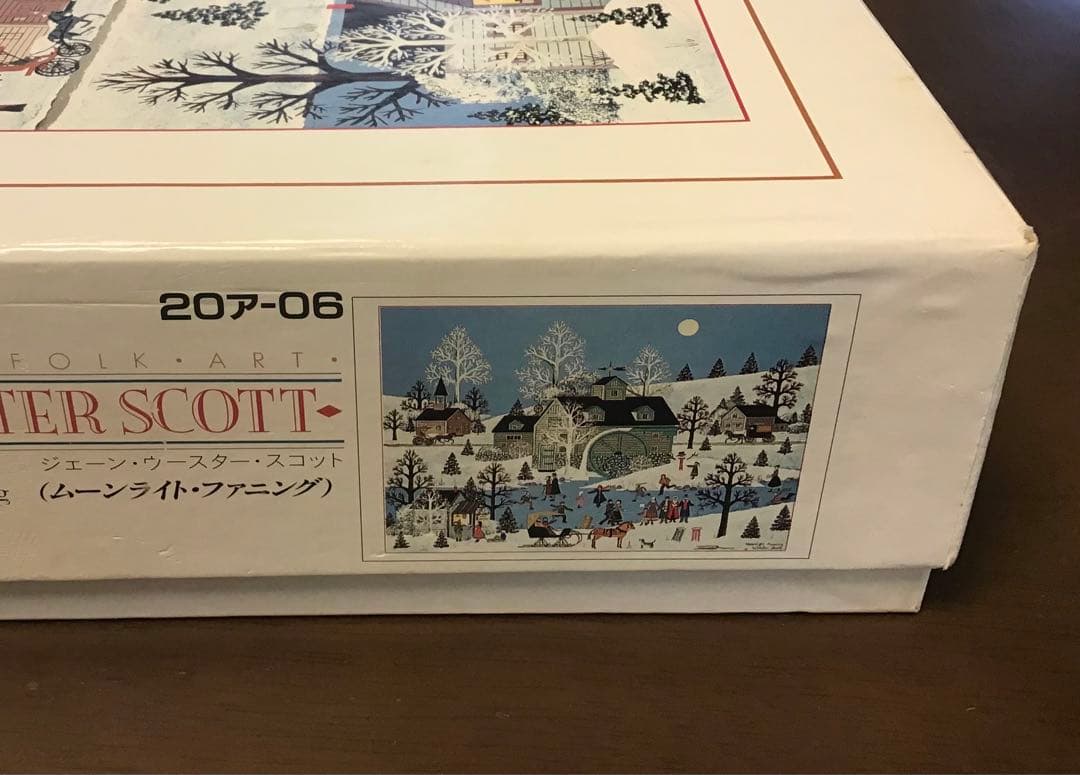 20ア-06
FOLK・ART・
TER SCOTT♦
ジェーン・ウースター・スコット
g (ムーンライト・ファニング)